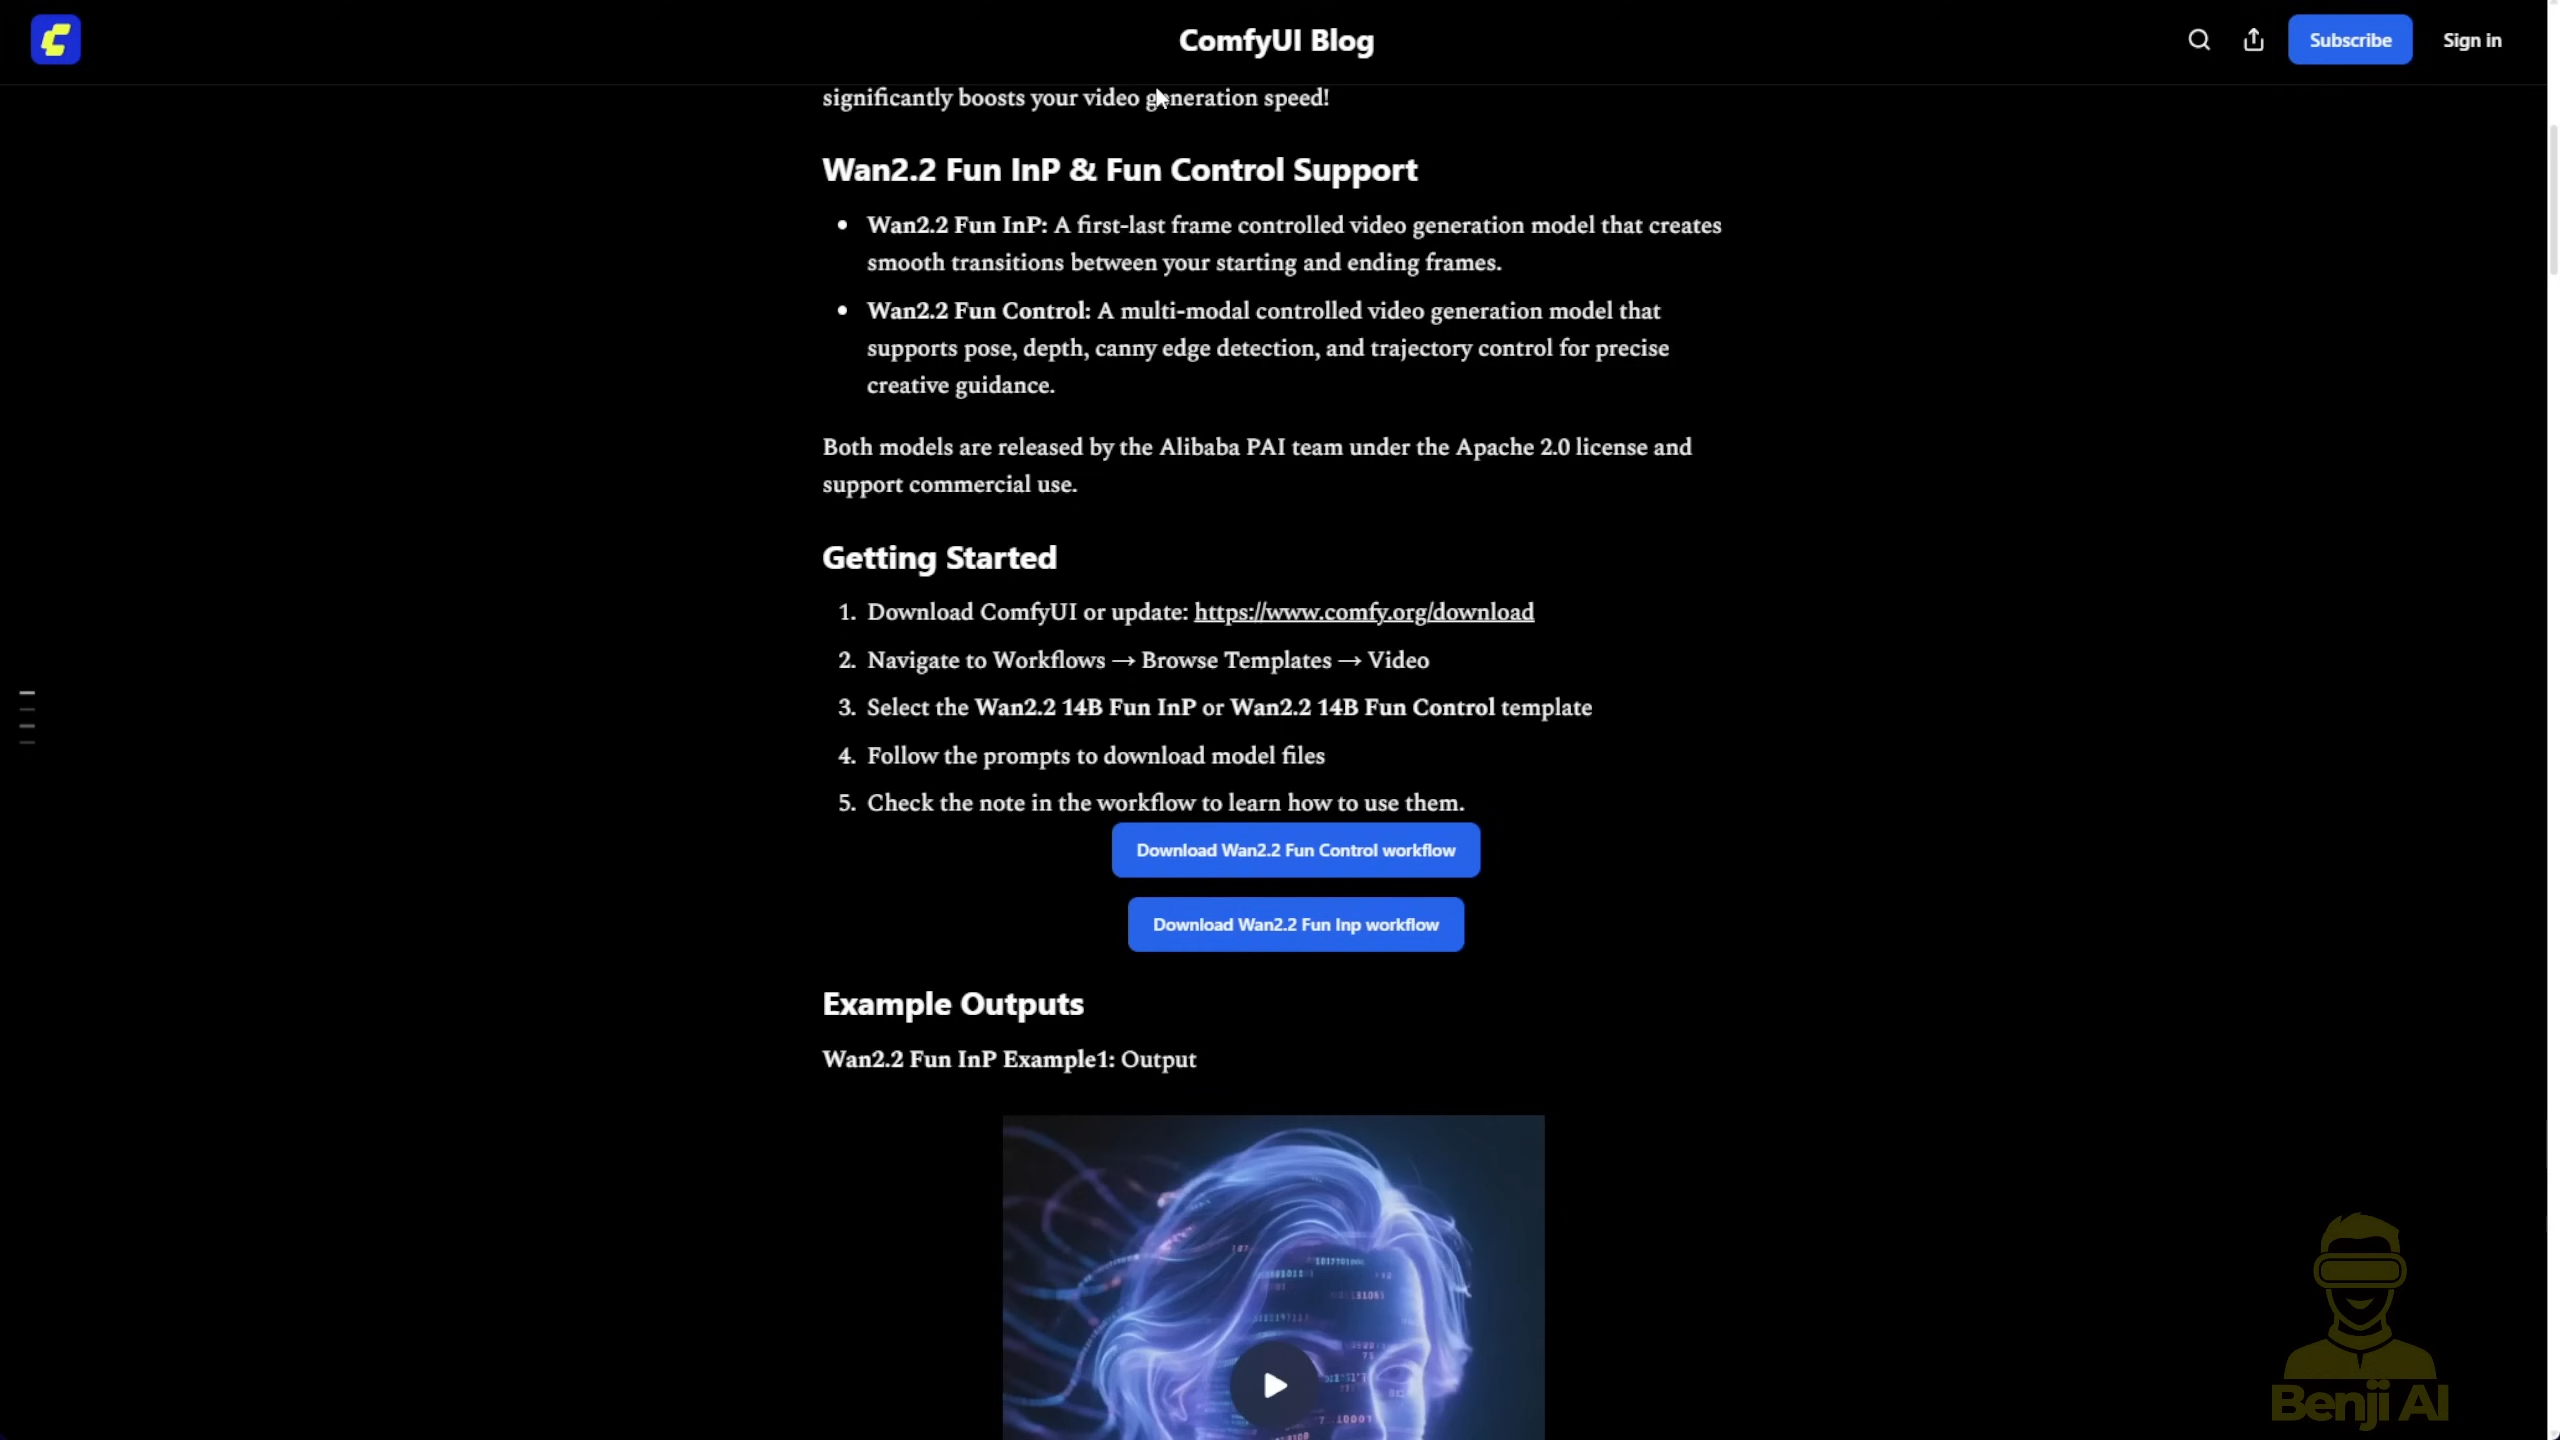 ComfyUI Blog
Subscribe
Sign in
significantly boosts your video generation speed!
Wan2.2 Fun InP & Fun Control Support
• Wan2.2 Fun InP: A first-last frame controlled video generation model that creates
smooth transitions between your starting and ending frames.
• Wan2.2 Fun Control: A multi-modal controlled video generation model that
supports pose, depth, canny edge detection, and trajectory control for precise
creative guidance.
Both models are released by the Alibaba PAI team under the Apache 2.0 license and
support commercial use.
Getting Started
1. Download ComfyUI or update: https://www.comfy.org/download
2. Navigate to Workflows → Browse Templates → Video
3. Select the Wan2.2 14B Fun InP or Wan2.2 14B Fun Control template
4. Follow the prompts to download model files
5. Check the note in the workflow to learn how to use them.
Download Wan2.2 Fun Control workflow
Download Wan2.2 Fun Inp workflow
Example Outputs
Wan2.2 Fun InP Example1: Output
Benji AI